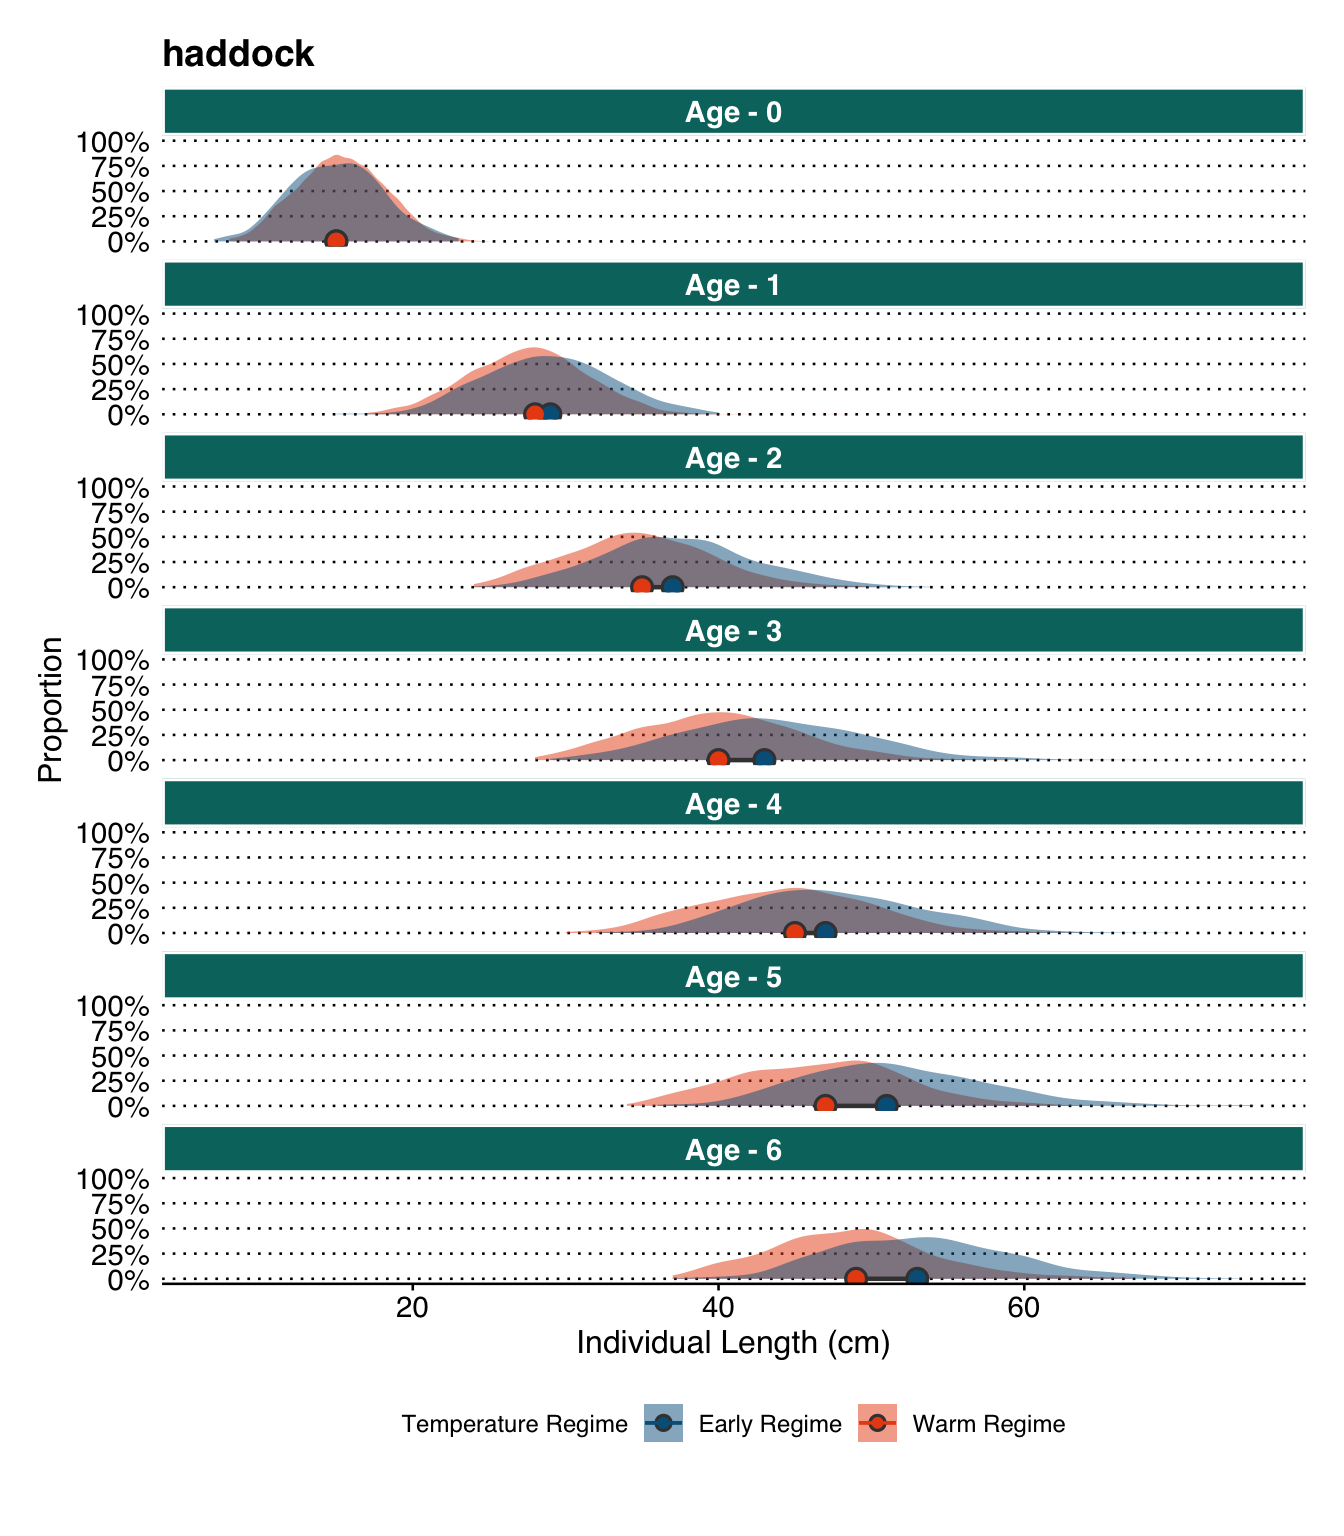 haddock
Age - 0
100%
75%
50%
25%
0%
Age - 1
100%
75%
50%
25%
0%
Age - 2
100%
75%
50%
25%
0%
Age - 3
100%
75%
50%
25%
0%
Age - 4
100%
75%
50%
25%
0%
Age - 5
100%
75%
50%
25%
0%
Age - 6
100%
75%
50%
25%
0%
Proportion
20 40 60
Individual Length (cm)
Temperature Regime Early Regime Warm Regime